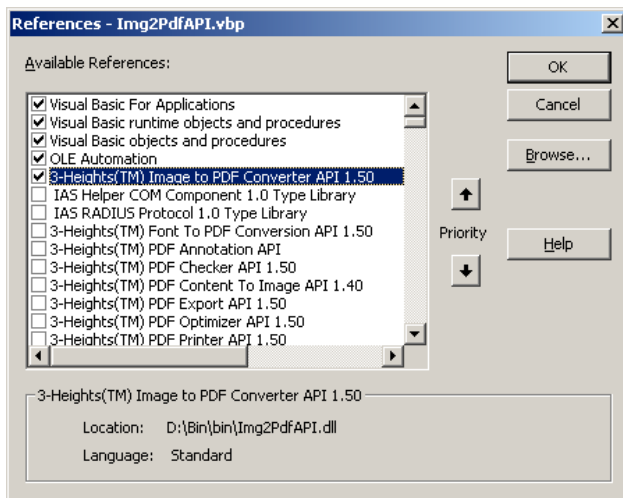 References - Img2PdfAPI.vbp
Available References:
Visual Basic For Applications
Visual Basic runtime objects and procedures
Visual Basic objects and procedures
OLE Automation
3-Heights(TM) Image to PDF Converter API 1.50
IAS Helper COM Component 1.0 Type Library
IAS RADIUS Protocol 1.0 Type Library
3-Heights(TM) Font To PDF Conversion API 1.50
3-Heights(TM) PDF Annotation API
3-Heights(TM) PDF Checker API 1.50
3-Heights(TM) PDF Content To Image API 1.40
3-Heights(TM) PDF Export API 1.50
3-Heights(TM) PDF Optimizer API 1.50
3-Heights(TM) PDF Printer API 1.50
Priority
OK
Cancel
Browse...
Help
3-Heights(TM) Image to PDF Converter API 1.50
Location: D:\Bin\bin\Img2PdfAPI.dll
Language: Standard